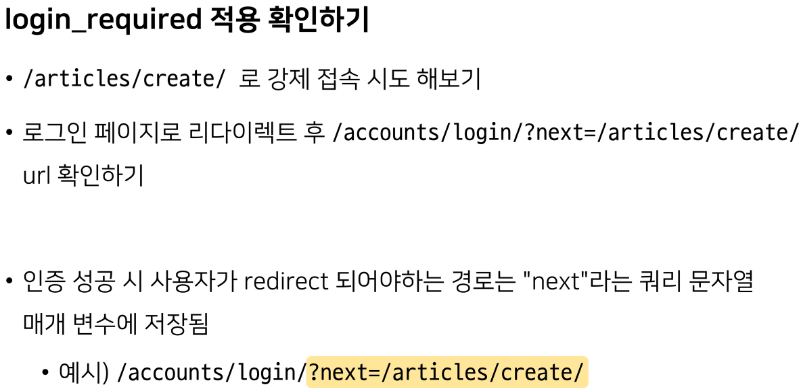 login_required 적용 확인하기
• /articles/create/ 로 강제 접속 시도 해보기
• 로그인 페이지로 리다이렉트 후 /accounts/login/?next=/articles/create/
url 확인하기
• 인증 성공 시 사용자가 redirect 되어야하는 경로는 "next"라는 쿼리 문자열
매개 변수에 저장됨
• 예시) /accounts/login/?next=/articles/create/